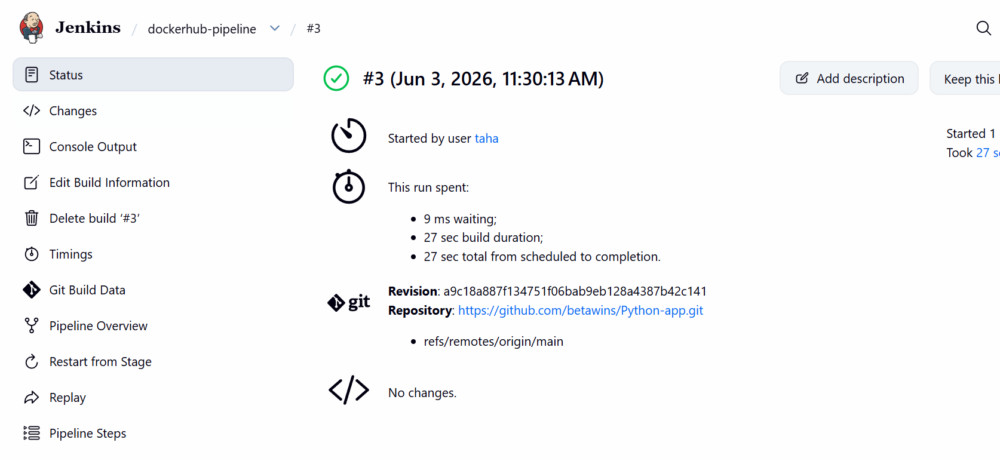 Jenkins / dockerhub-pipeline / #3
Status
Changes
Console Output
Edit Build Information
Delete build ‘#3’
Timings
Git Build Data
Pipeline Overview
Restart from Stage
Replay
Pipeline Steps
#3 (Jun 3, 2026, 11:30:13 AM)
Add description
Keep this
Started by user taha
Started 1
Took 27
This run spent:
9 ms waiting;
27 sec build duration;
27 sec total from scheduled to completion.
git
Revision: a9c18a887f134751f06bab9eb128a4387b42c141
Repository: https://github.com/betawins/Python-app.git
refs/remotes/origin/main
No changes.